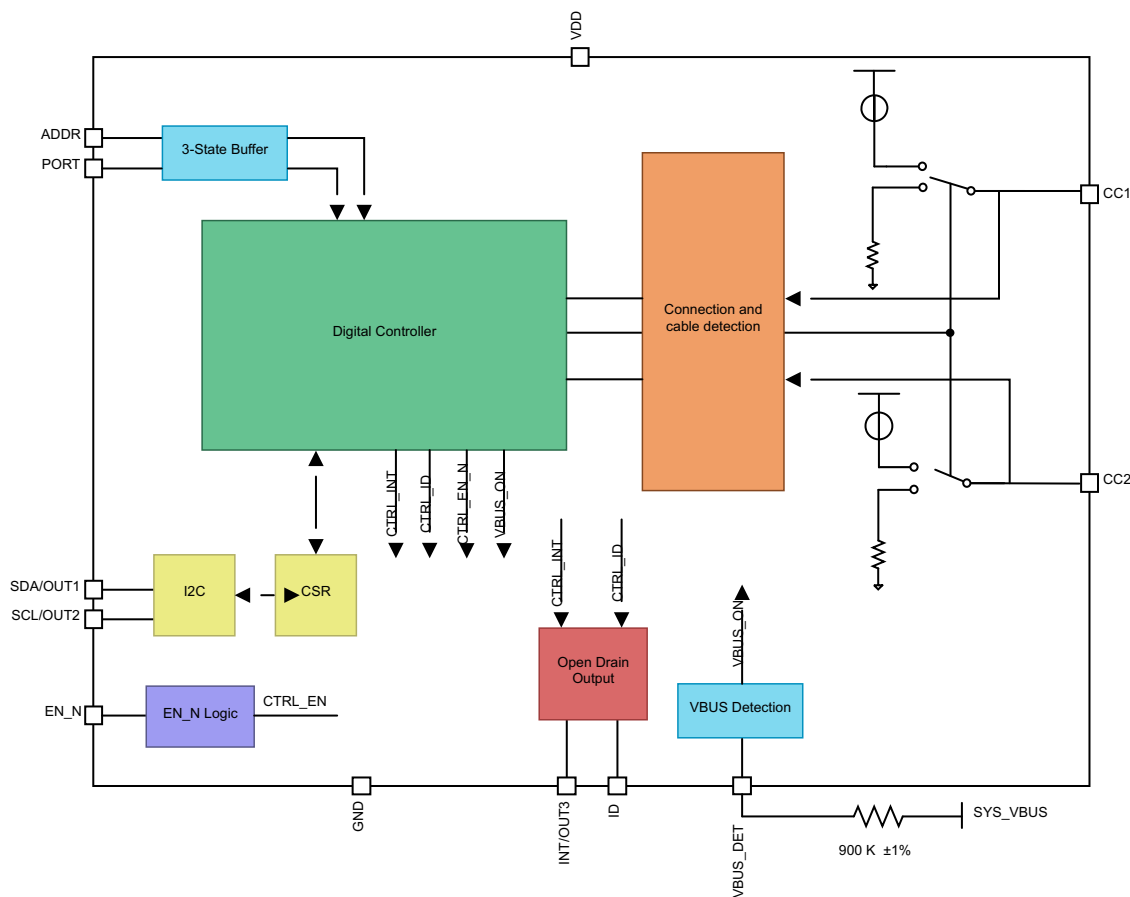 VDD
ADDR
PORT
3-State Buffer
CC1
Digital Controller
Connection and
cable detection
CTRL_INT
CTRL_ID
CTRL_EN_N
VBUS_ON
CC2
SDA/OUT1
SCL/OUT2
I2C
CSR
CTRL_INT
CTRL_ID
VBUS_ON
Open Drain
Output
EN_N
EN_N Logic
CTRL_EN
VBUS Detection
GND
INT/OUT3
ID
VBUS_DET
SYS_VBUS
900 K ±1%